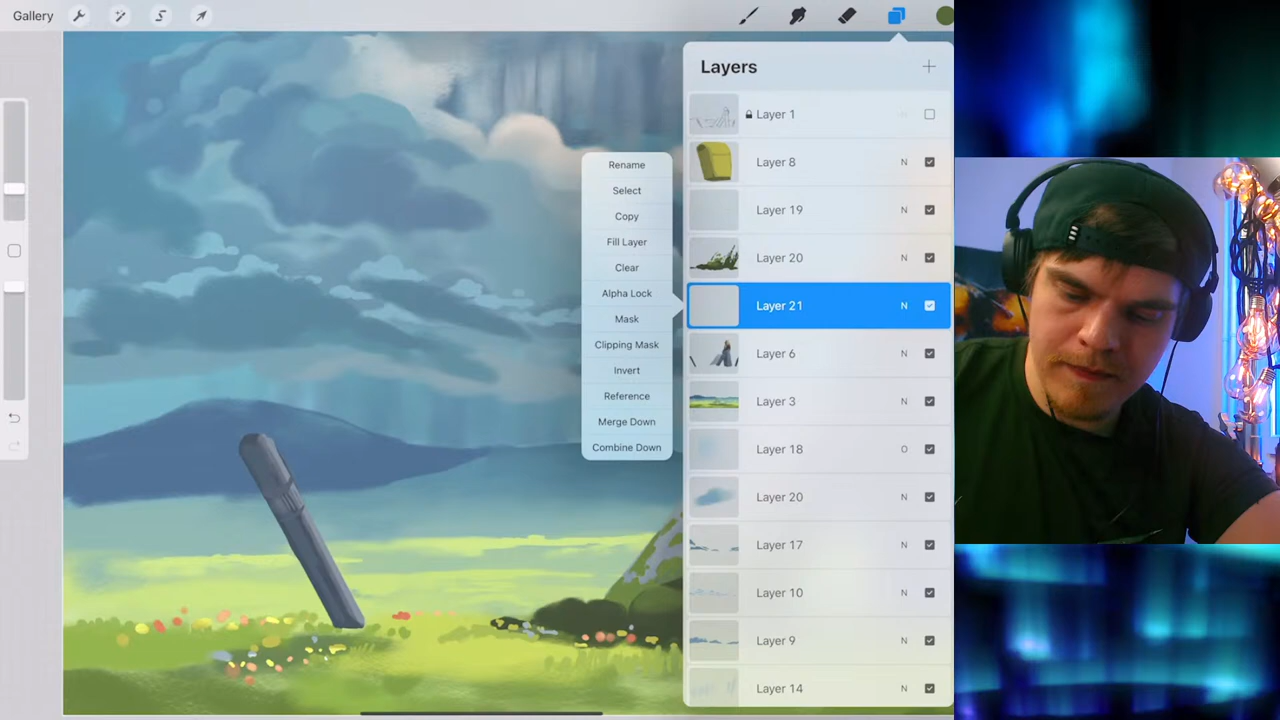 Gallery
Layers
Layer 1
Layer 8 N
Layer 19 N
Layer 20 N
Layer 21 N
Layer 6 N
Layer 3 N
Layer 18 O
Layer 20 N
Layer 17 N
Layer 10 N
Layer 9 N
Layer 14 N
Rename
Select
Copy
Fill Layer
Clear
Alpha Lock
Mask
Clipping Mask
Invert
Reference
Merge Down
Combine Down